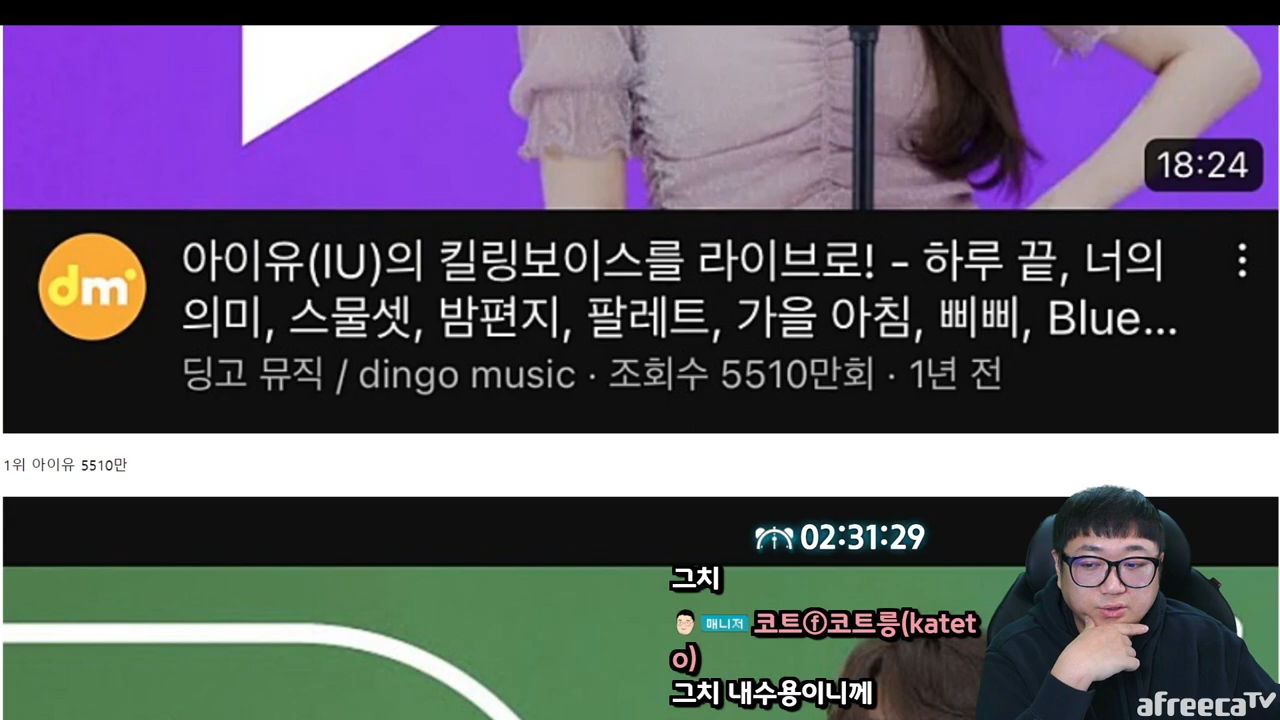 18:24
dm
아이유(IU)의 킬링보이스를 라이브로! - 하루 끝, 너의
의미, 스물셋, 밤편지, 팔레트, 가을 아침, 삐삐, Blue...
딩고 뮤직 / dingo music · 조회수 5510만회 · 1년 전
1위 아이유 5510만
02:31:29
그치
매니저 코트ⓕ코트릉(katet
o)
그치 내수용이니께
afreecaTV